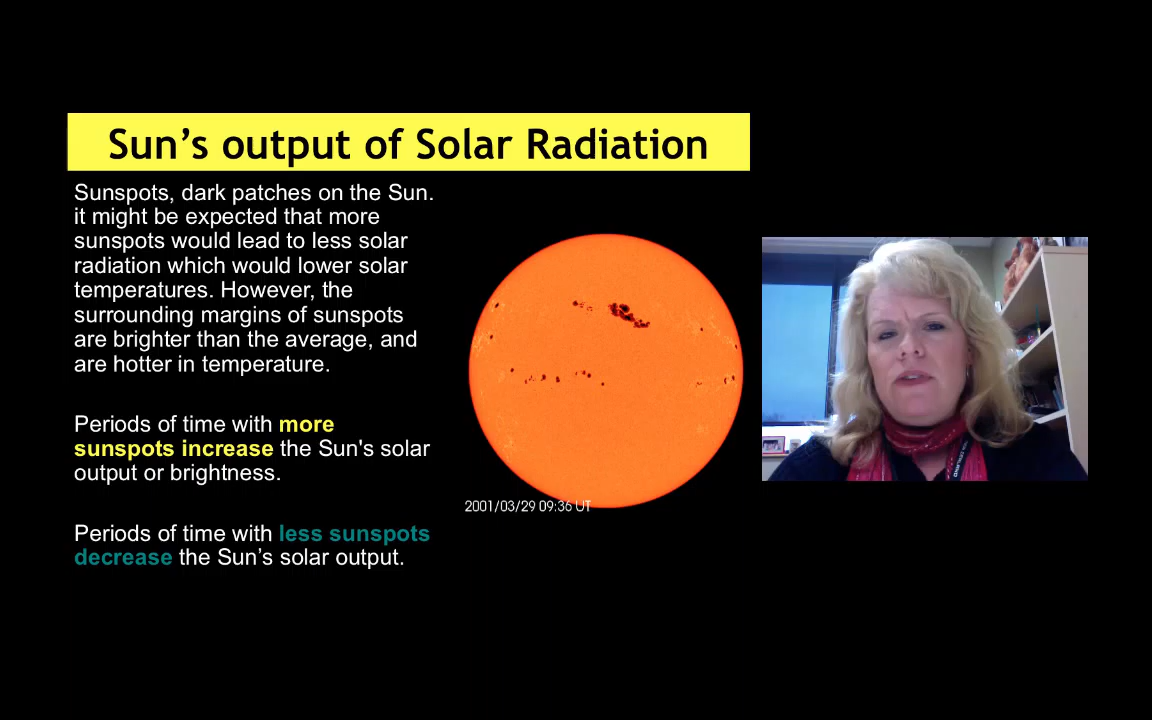 Sun’s output of Solar Radiation
Sunspots, dark patches on the Sun.
it might be expected that more
sunspots would lead to less solar
radiation which would lower solar
temperatures. However, the
surrounding margins of sunspots
are brighter than the average, and
are hotter in temperature.
Periods of time with more
sunspots increase the Sun's solar
output or brightness.
Periods of time with less sunspots
decrease the Sun’s solar output.
2001/03/29 09:36 UT